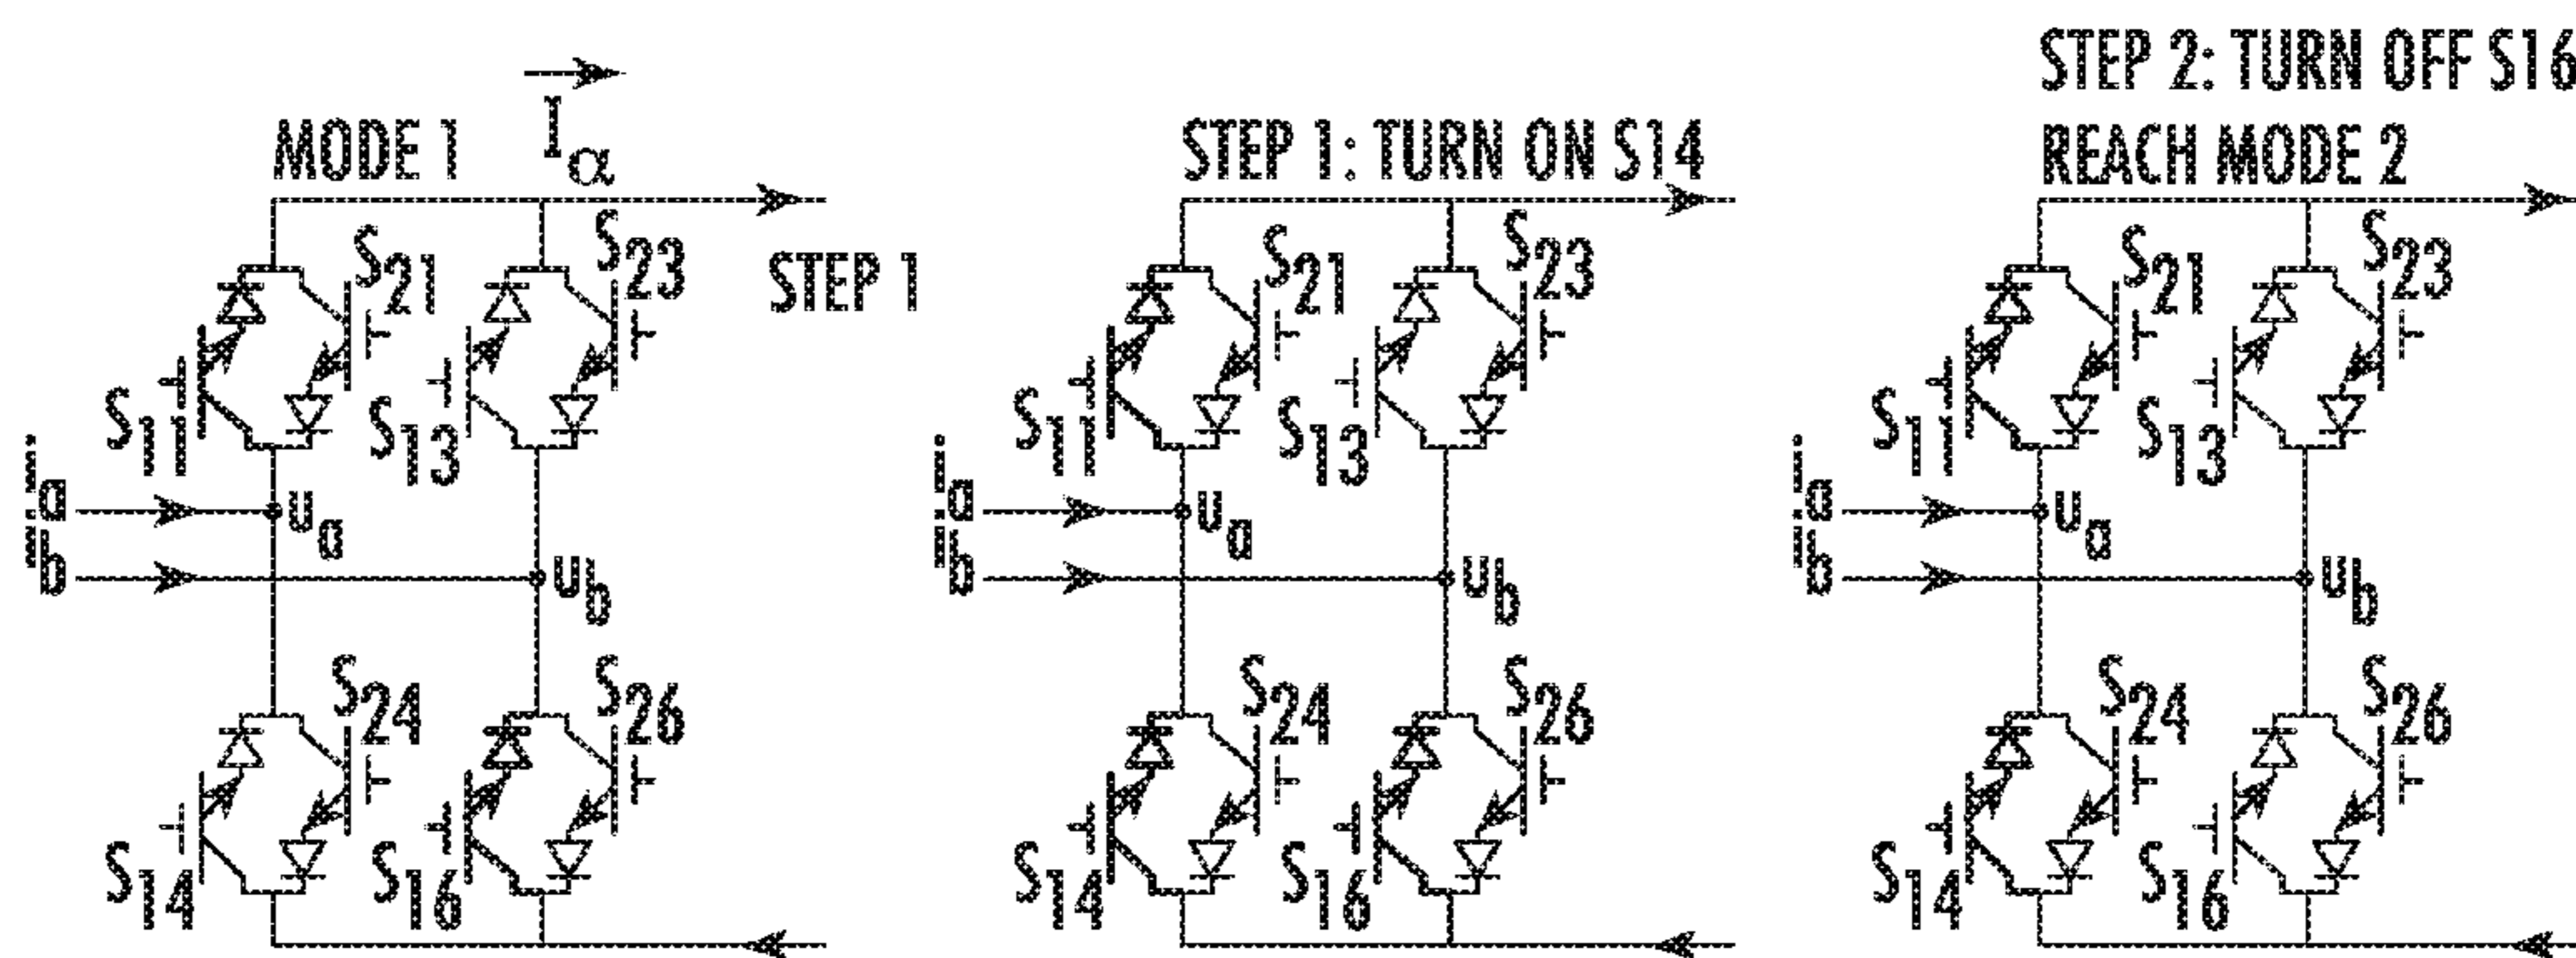 MODE 1
Iα
STEP 1
S21
S23
S11
S13
ia
ua
ib
ub
S24
S26
S14
S16
STEP 1: TURN ON S14
S21
S23
S11
S13
ia
ua
ib
ub
S24
S26
S14
S16
STEP 2: TURN OFF S16
REACH MODE 2
S21
S23
S11
S13
ia
ua
ib
ub
S24
S26
S14
S16